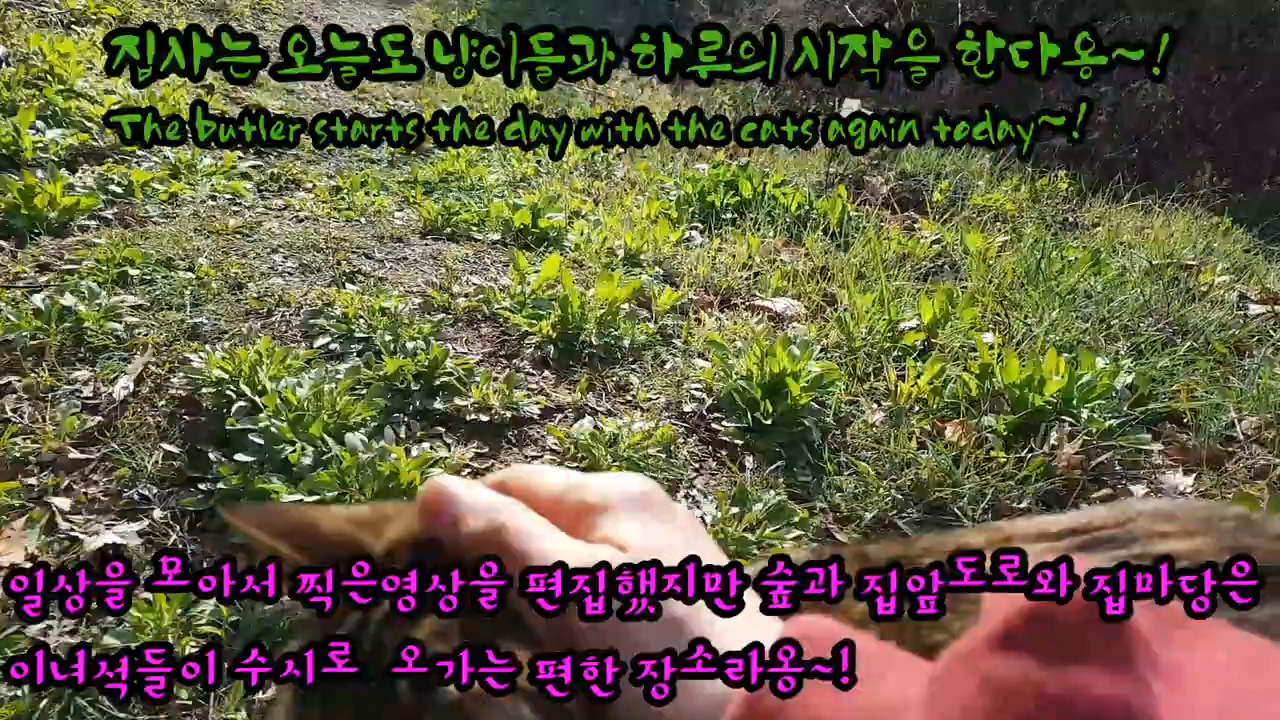 집사는 오늘도 냥이들과 하루의 시작을 한다옹~!
The butler starts the day with the cats again today~!
일상을 모아서 찍은영상을 편집했지만 숲과 집앞도로와 집마당은
이녀석들이 수시로 오가는 편한 장소라옹~!